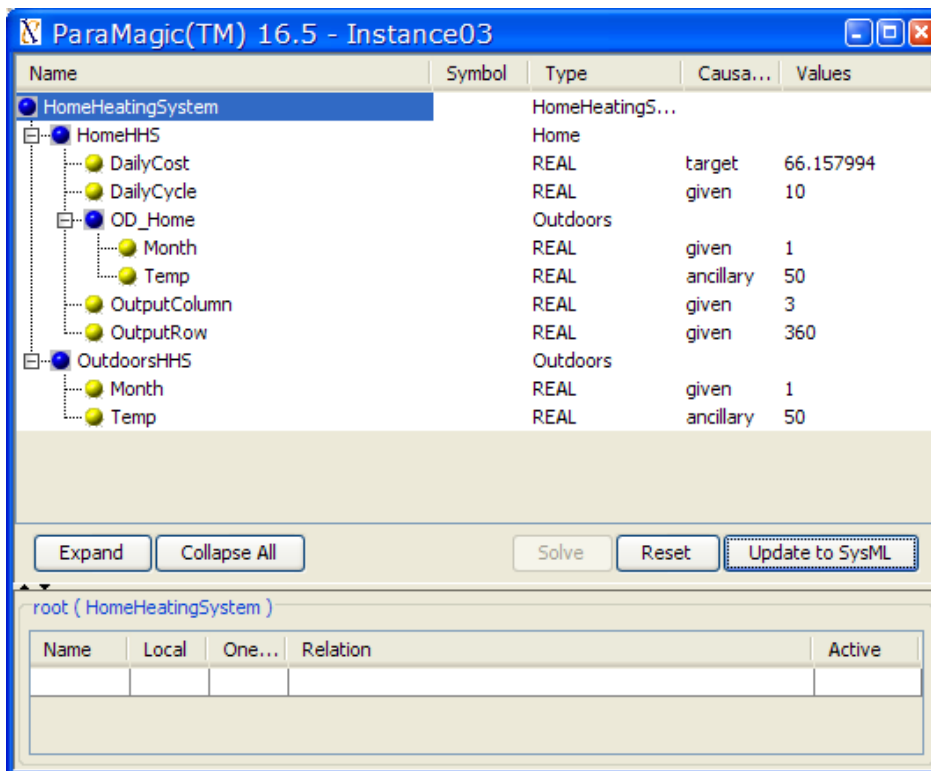 ParaMagic(TM) 16.5 - Instance03
Name Symbol Type Causa... Values
HomeHeatingSystem HomeHeatingS...
HomeHHS Home
DailyCost REAL target 66.157994
DailyCycle REAL given 10
OD_Home Outdoors
Month REAL given 1
Temp REAL ancillary 50
OutputColumn REAL given 3
OutputRow REAL given 360
OutdoorsHHS Outdoors
Month REAL given 1
Temp REAL ancillary 50
Expand Collapse All Solve Reset Update to SysML
root ( HomeHeatingSystem )
Name Local One... Relation Active